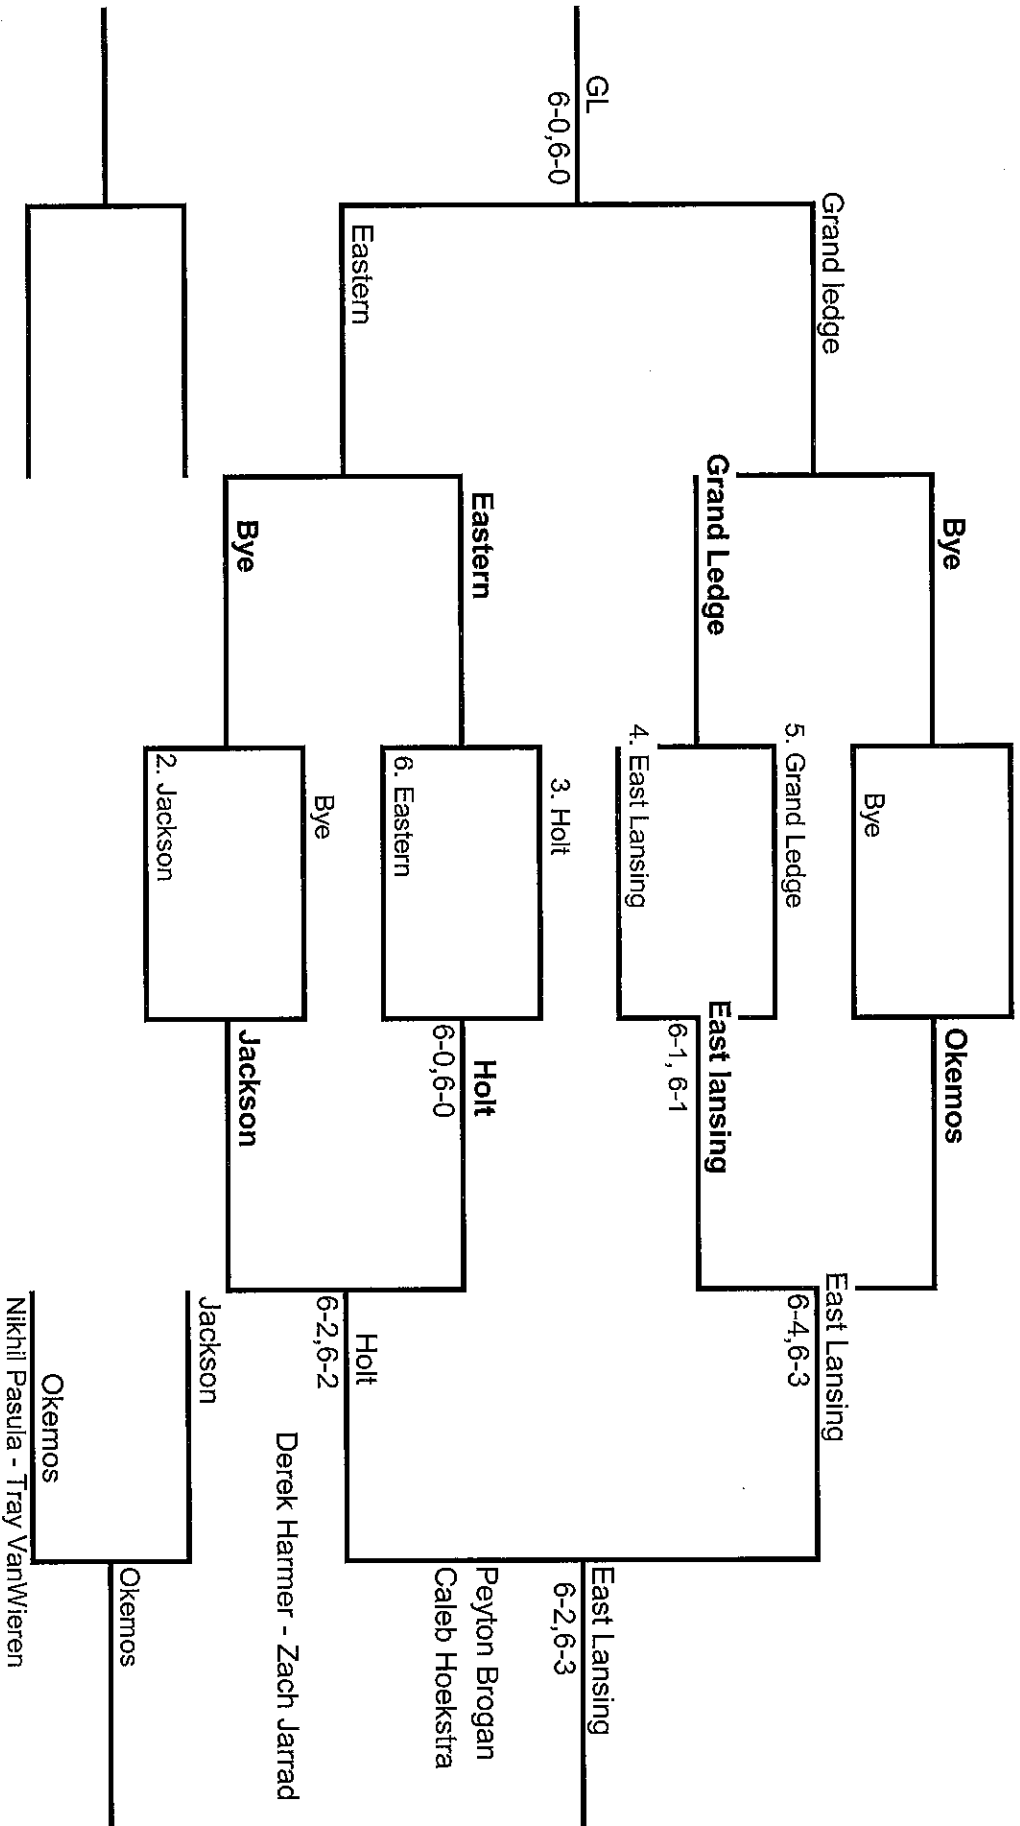 Bye
Okemos
Bye
Grand ledge
5. Grand Ledge
East Lansing
6-4,6-3
Grand Ledge
East lansing
6-1, 6-1
4. East Lansing
GL
6-0,6-0
East Lansing
6-2,6-3
3. Holt
Eastern
Holt
6-0,6-0
Peyton Brogan
Caleb Hoekstra
6. Eastern
Eastern
Holt
6-2,6-2
Bye
Derek Harmer - Zach Jarrad
Bye
Jackson
2. Jackson
Jackson
Okemos
Okemos
Nikhil Pasula - Tray VanWieren